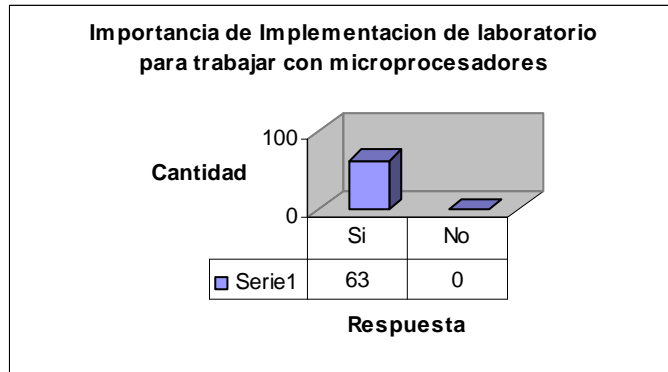 Importancia de Implementacion de laboratorio
para trabajar con microprocesadores
100
Cantidad
0
Si No
Serie1 63 0
Respuesta